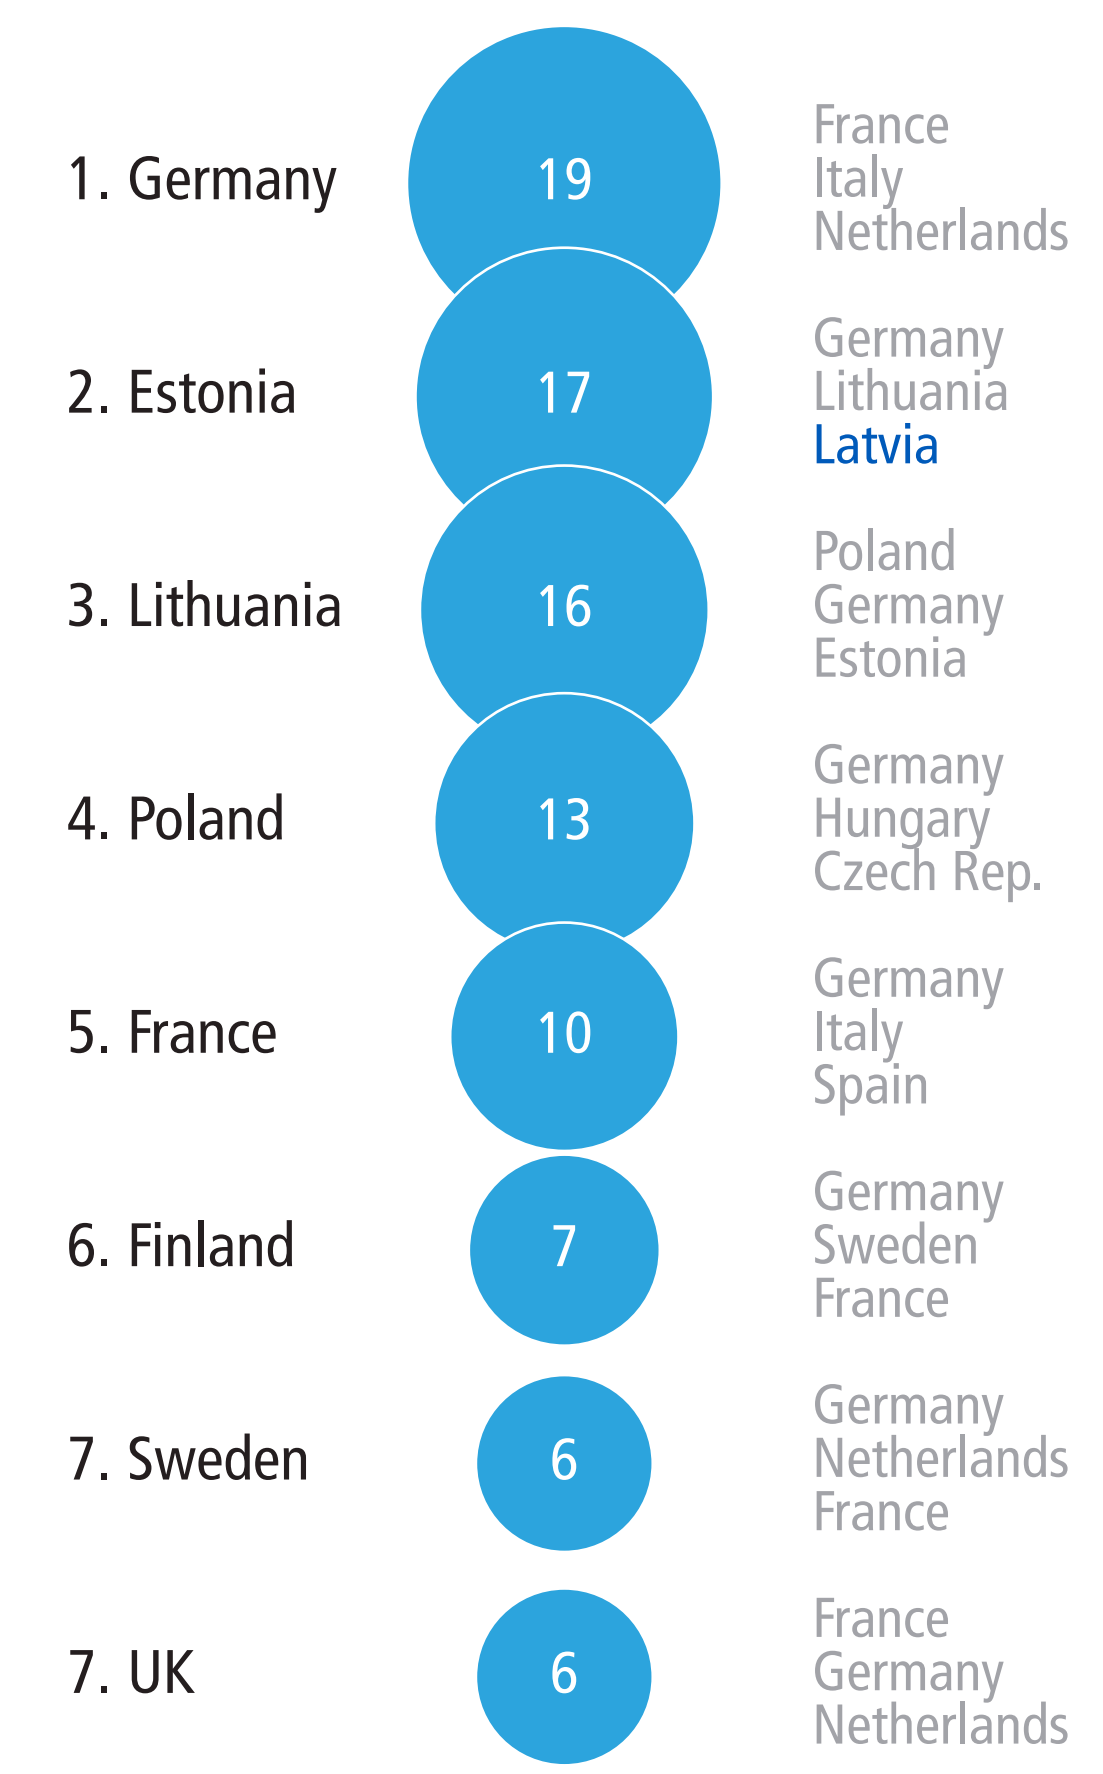 1. Germany
19
France
Italy
Netherlands
2. Estonia
17
Germany
Lithuania
Latvia
3. Lithuania
16
Poland
Germany
Estonia
4. Poland
13
Germany
Hungary
Czech Rep.
5. France
10
Germany
Italy
Spain
6. Finland
7
Germany
Sweden
France
7. Sweden
6
Germany
Netherlands
France
7. UK
6
France
Germany
Netherlands